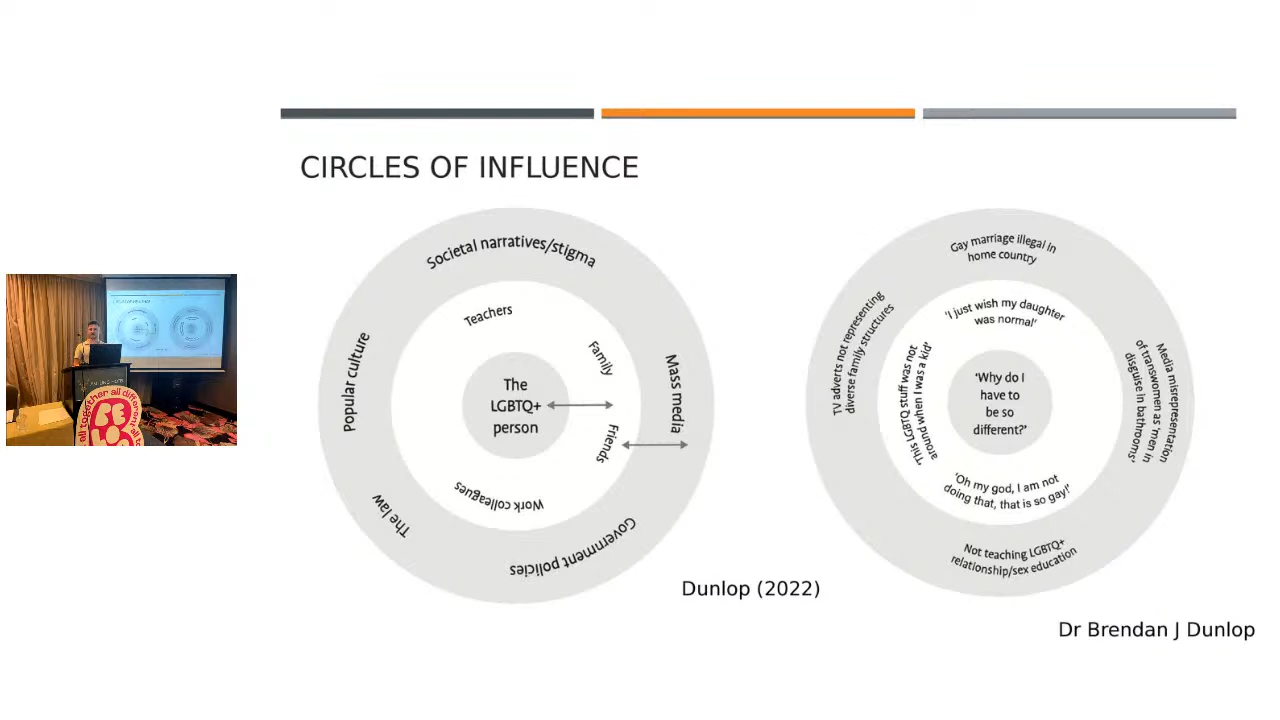 CIRCLES OF INFLUENCE
Societal narratives/stigma
Popular culture
Mass media
The law
Government policies
Teachers
Family
Friends
Work colleagues
The
LGBTQ+
person
Gay marriage illegal in
home country
TV adverts not representing
diverse family structures
Media misrepresentation
of transwomen as 'men in
disguise in bathrooms'
Not teaching LGBTQ+
relationship/sex education
'I just wish my daughter
was normal'
'This LGBTQ stuff was not
around when I was a kid'
'Oh my god, I am not
doing that, that is so gay!'
'Why do I
have to
be so
different?'
Dunlop (2022)
Dr Brendan J Dunlop
all together all different